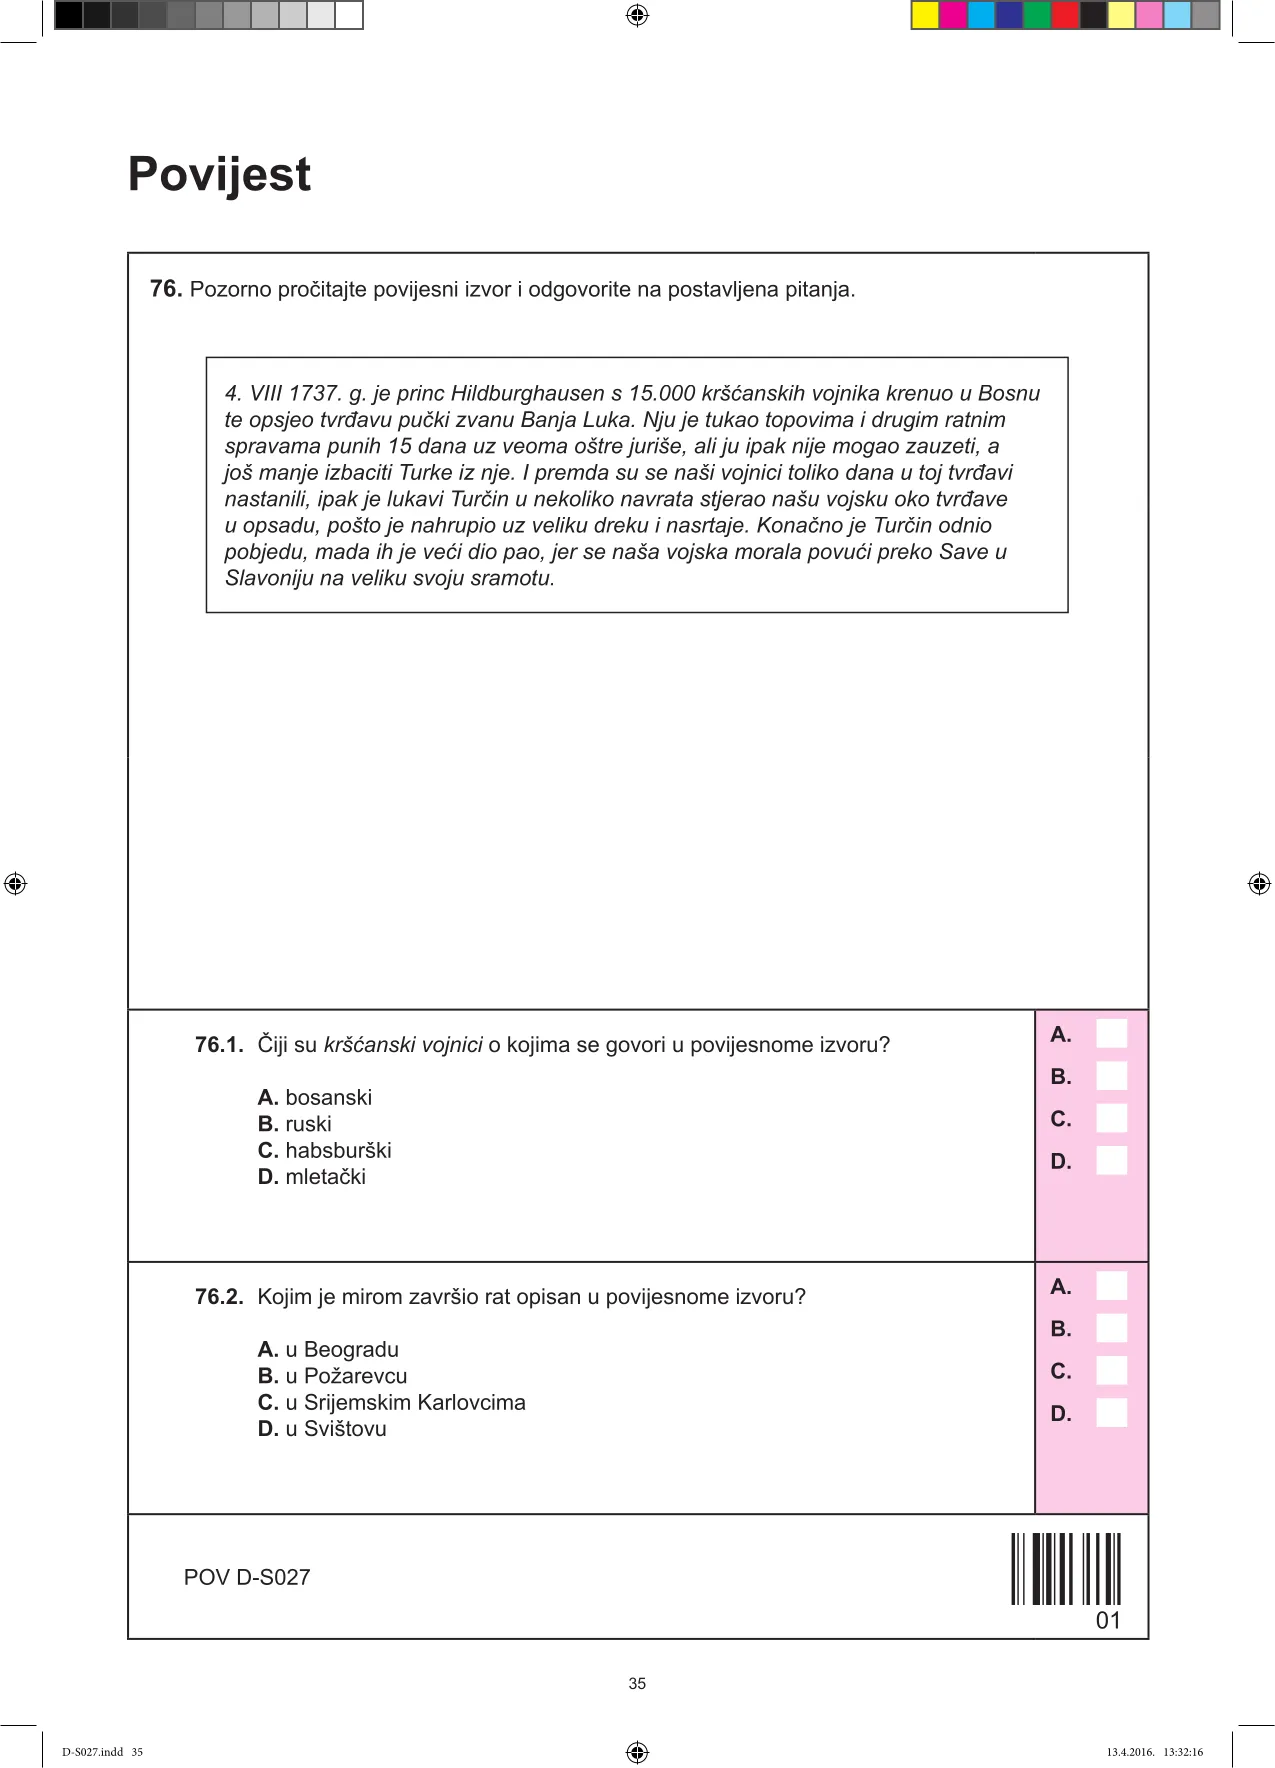 Povijest
76. Pozorno pročitajte povijesni izvor i odgovorite na postavljena pitanja.
4. VIII 1737. g. je princ Hildburghausen s 15.000 kršćanskih vojnika krenuo u Bosnu
te opsjeo tvrđavu pučki zvanu Banja Luka. Nju je tukao topovima i drugim ratnim
spravama punih 15 dana uz veoma oštre juriše, ali ju ipak nije mogao zauzeti, a
još manje izbaciti Turke iz nje. I premda su se naši vojnici toliko dana u toj tvrđavi
nastanili, ipak je lukavi Turčin u nekoliko navrata stjerao našu vojsku oko tvrđave
u opsadu, pošto je nahrupio uz veliku dreku i nasrtaje. Konačno je Turčin odnio
pobjedu, mada ih je veći dio pao, jer se naša vojska morala povući preko Save u
Slavoniju na veliku svoju sramotu.
76.1. Čiji su kršćanski vojnici o kojima se govori u povijesnome izvoru?
A. bosanski
B. ruski
C. habsburški
D. mletački
A.
B.
C.
D.
76.2. Kojim je mirom završio rat opisan u povijesnome izvoru?
A. u Beogradu
B. u Požarevcu
C. u Srijemskim Karlovcima
D. u Svištovu
A.
B.
C.
D.
POV D-S027
01
35
D-S027.indd 35
13.4.2016. 13:32:16